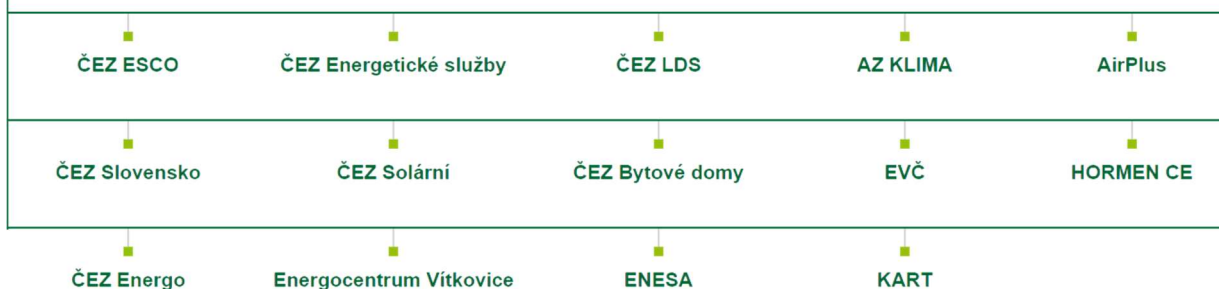 ČEZ ESCO
ČEZ Energetické služby
ČEZ LDS
AZ KLIMA
AirPlus
ČEZ Slovensko
ČEZ Solární
ČEZ Bytové domy
EVČ
HORMEN CE
ČEZ Energo
Energocentrum Vítkovice
ENESA
KART